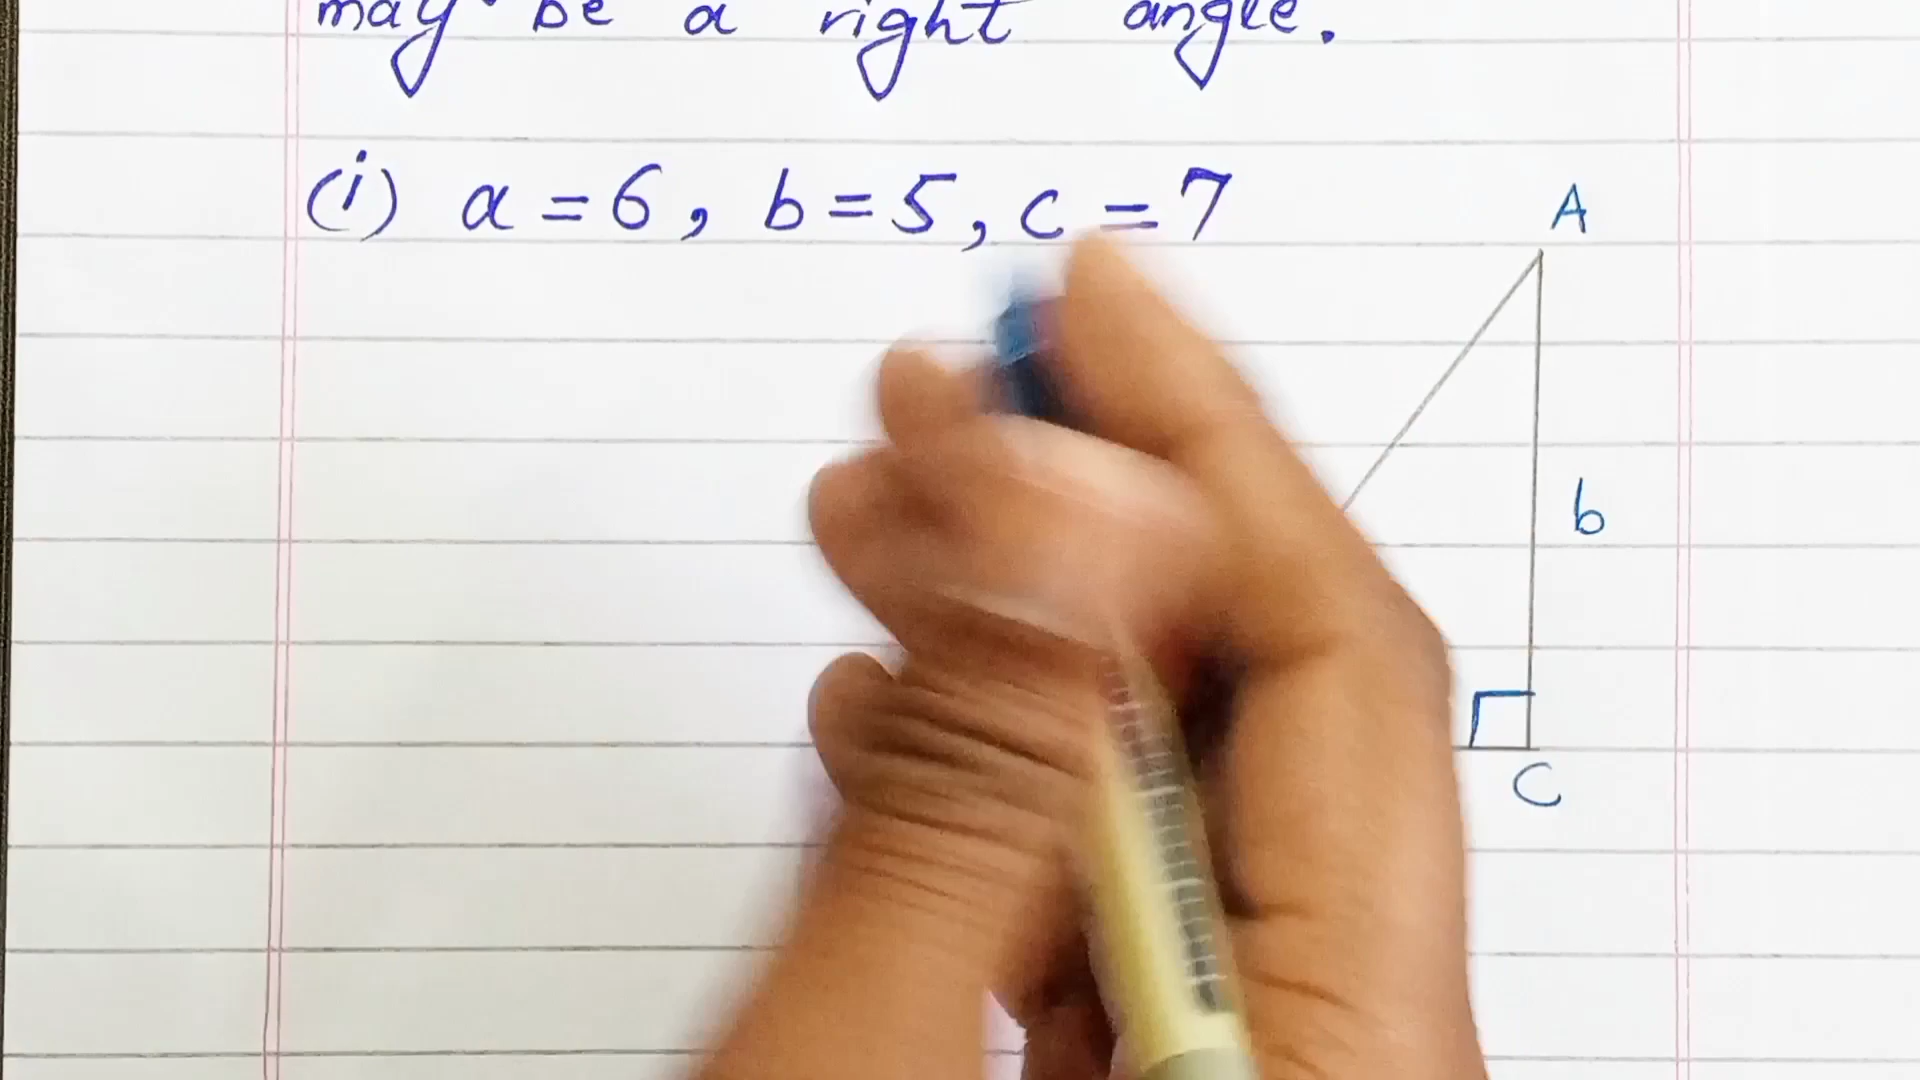 may be a right angle.
(i) a = 6, b = 5, c = 7
A
b
C